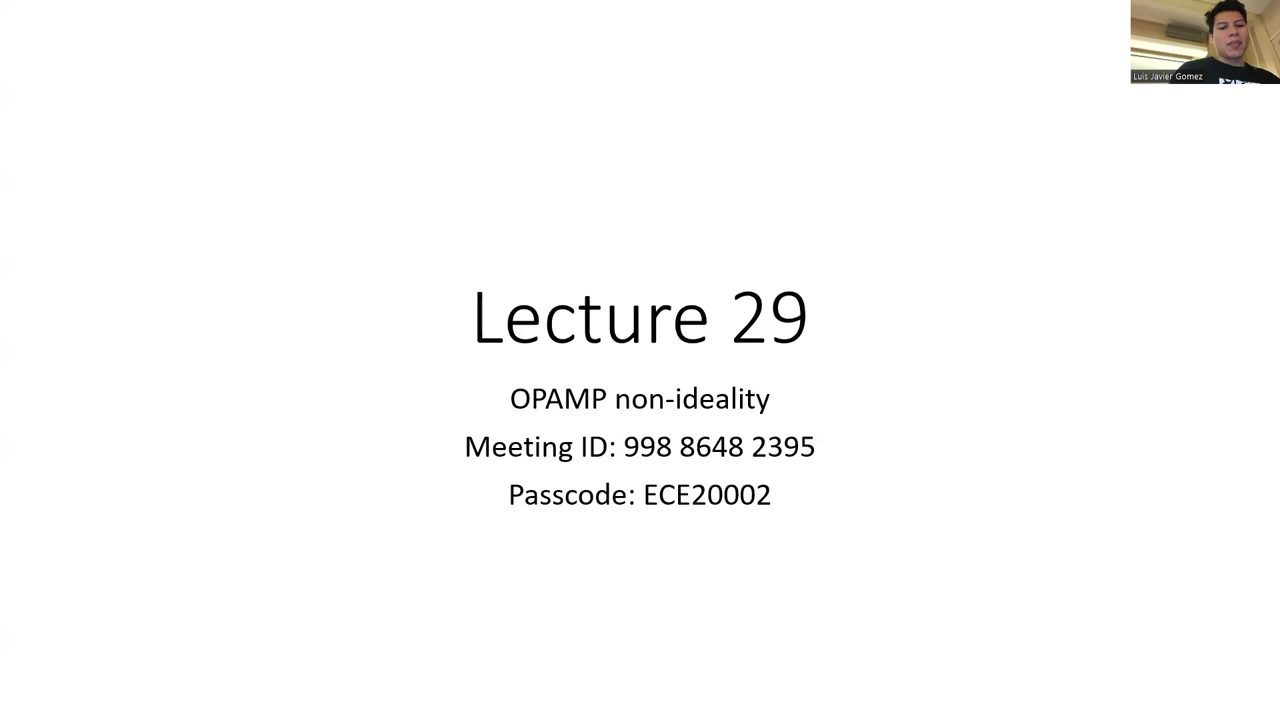 Luis Javier Gomez
Lecture 29
OPAMP non-ideality
Meeting ID: 998 8648 2395
Passcode: ECE20002